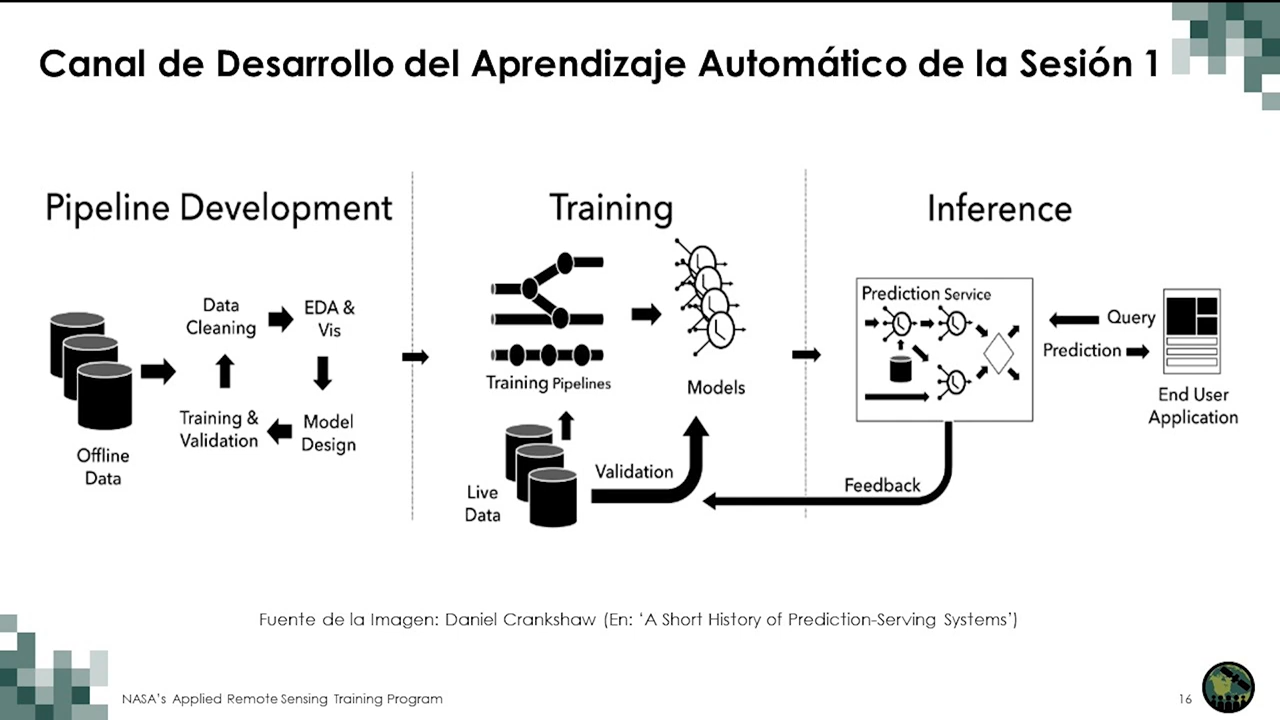 Canal de Desarrollo del Aprendizaje Automático de la Sesión 1
Pipeline Development
Offline
Data
Data
Cleaning
EDA &
Vis
Training &
Validation
Model
Design
Training
Training Pipelines
Models
Live
Data
Validation
Inference
Prediction Service
Query
Prediction
End User
Application
Feedback
Fuente de la Imagen: Daniel Crankshaw (En: ‘A Short History of Prediction-Serving Systems’)
NASA’s Applied Remote Sensing Training Program
16